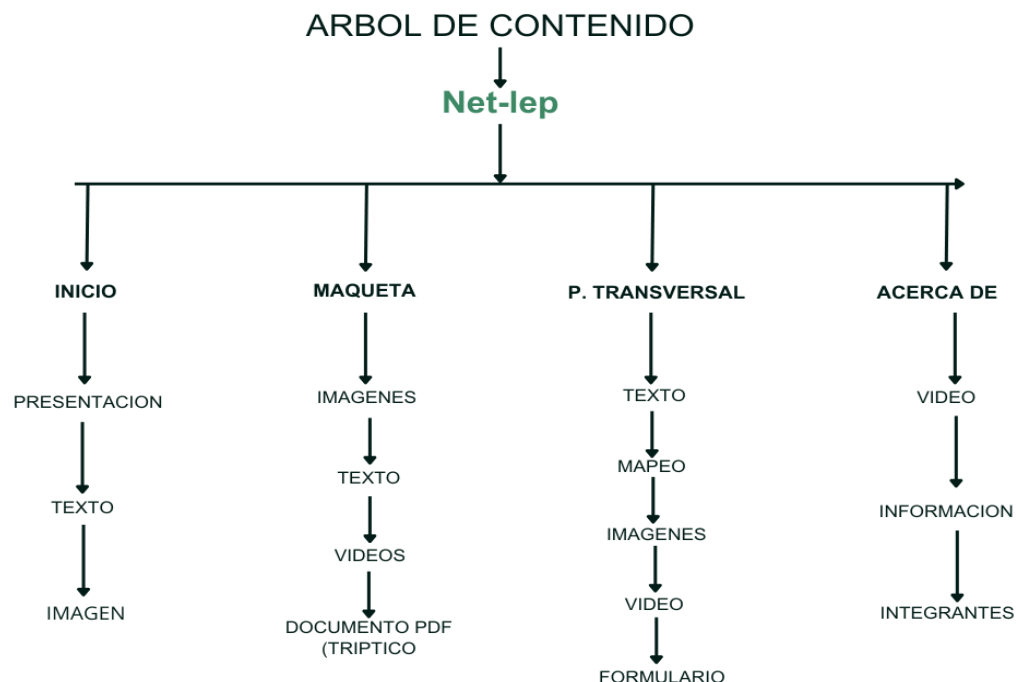 ARBOL DE CONTENIDO
Net-lep
INICIO
PRESENTACION
TEXTO
IMAGEN
MAQUETA
IMAGENES
TEXTO
VIDEOS
DOCUMENTO PDF
(TRIPTICO
P. TRANSVERSAL
TEXTO
MAPEO
IMAGENES
VIDEO
FORMULARIO
ACERCA DE
VIDEO
INFORMACION
INTEGRANTES